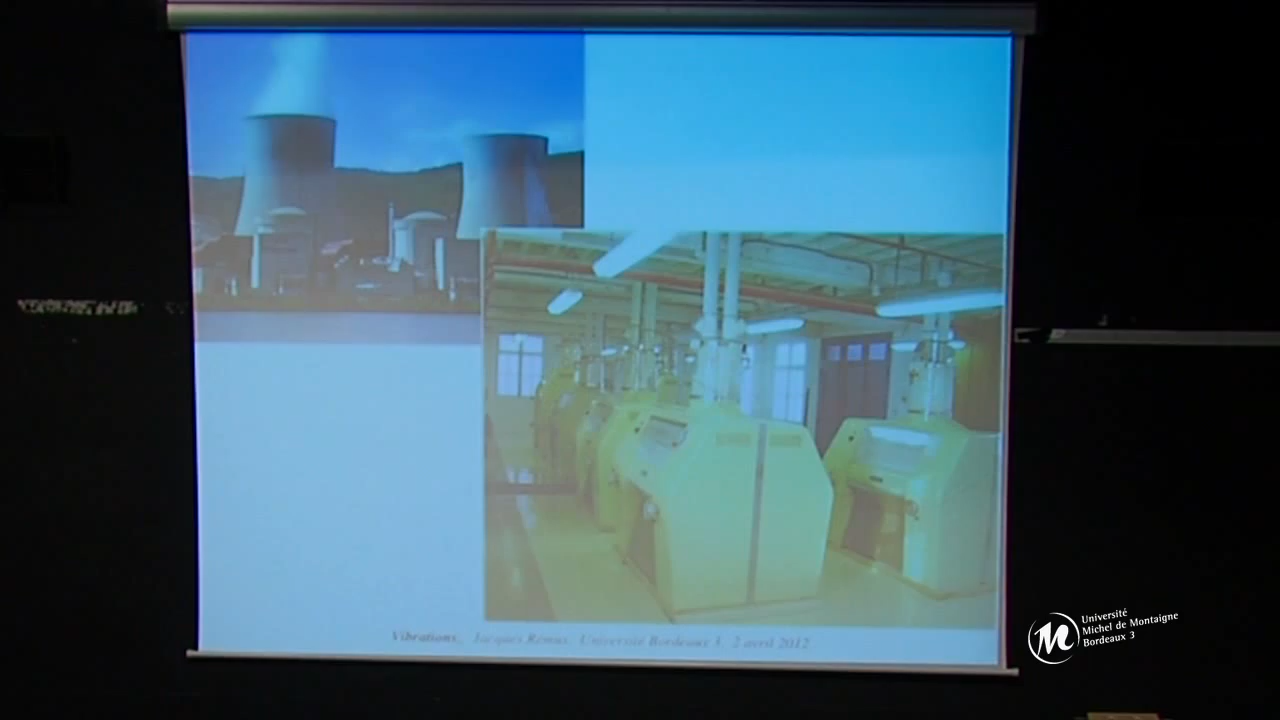 Vibrations. Jacques Rémus. Université Bordeaux 3. 2 avril 2012
Université
Michel de Montaigne
Bordeaux 3